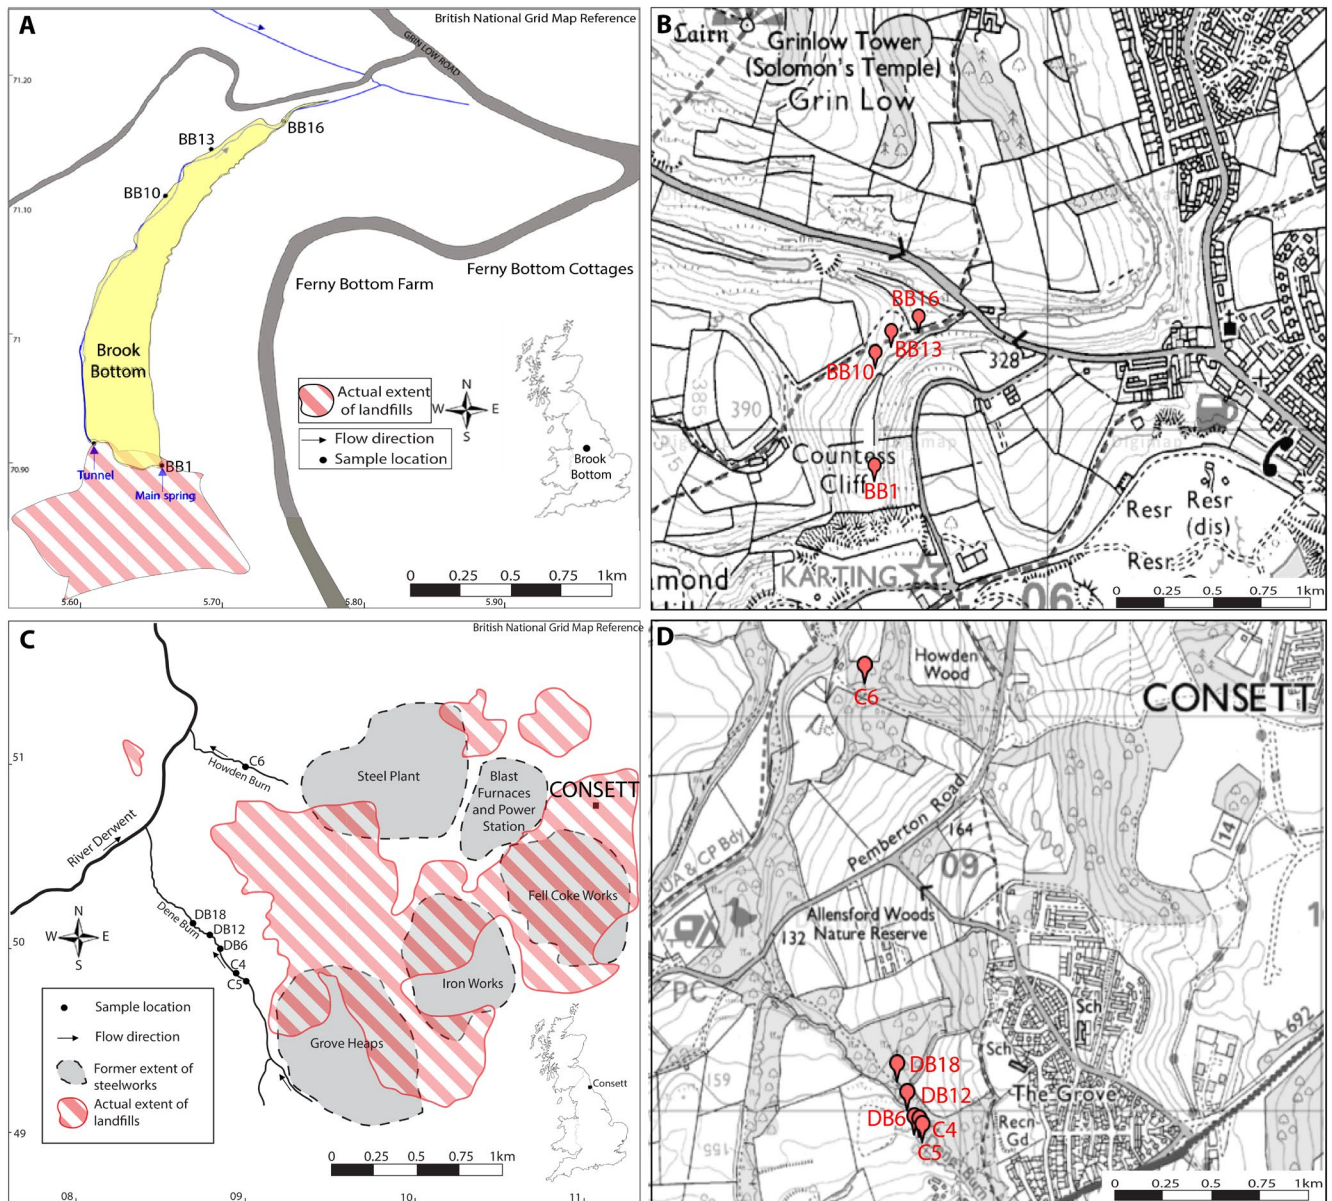 A
British National Grid Map Reference
GRIN LOW ROAD
71.20
BB16
BB13
BB10
71.10
Ferny Bottom Cottages
Ferny Bottom Farm
71
Brook
Bottom
Actual extent
of landfills
N
W
E
S
Flow direction
Sample location
Brook
Bottom
BB1
70.90
Tunnel
Main spring
0
0.25
0.5
0.75
1km
5.60
5.70
5.80
5.90
B
Cairn
Grinlow Tower
(Solomon's Temple)
Grin Low
BB16
BB13
BB10
328
385
390
375
Digimap
Countess
Cliff
BB1
Resr
Resr
(dis)
Resr
KARTING
06
0
0.25
0.5
0.75
1km
C
British National Grid Map Reference
51
C6
Howden Burn
Steel Plant
Blast
Furnaces
and Power
Station
CONSETT
River Derwent
Fell Coke Works
DB18
Dene Burn
DB12
DB6
C4
C5
N
W
E
S
50
Iron Works
Grove Heaps
Sample location
Flow direction
Former extent of
steelworks
Actual extent of
landfills
Consett
49
0
0.25
0.5
0.75
1km
08.
09.
10.
11.
D
Howden
Wood
C6
CONSETT
Pemberton Road
164
14
UA & CP Bdy
09
Allensford Woods
Nature Reserve
132
PC
Sch
A 692
Sch
DB18
159
DB12
The Grove
DB6
C4
Recn
Gd
C5
155
0
0.25
0.5
0.75
1km